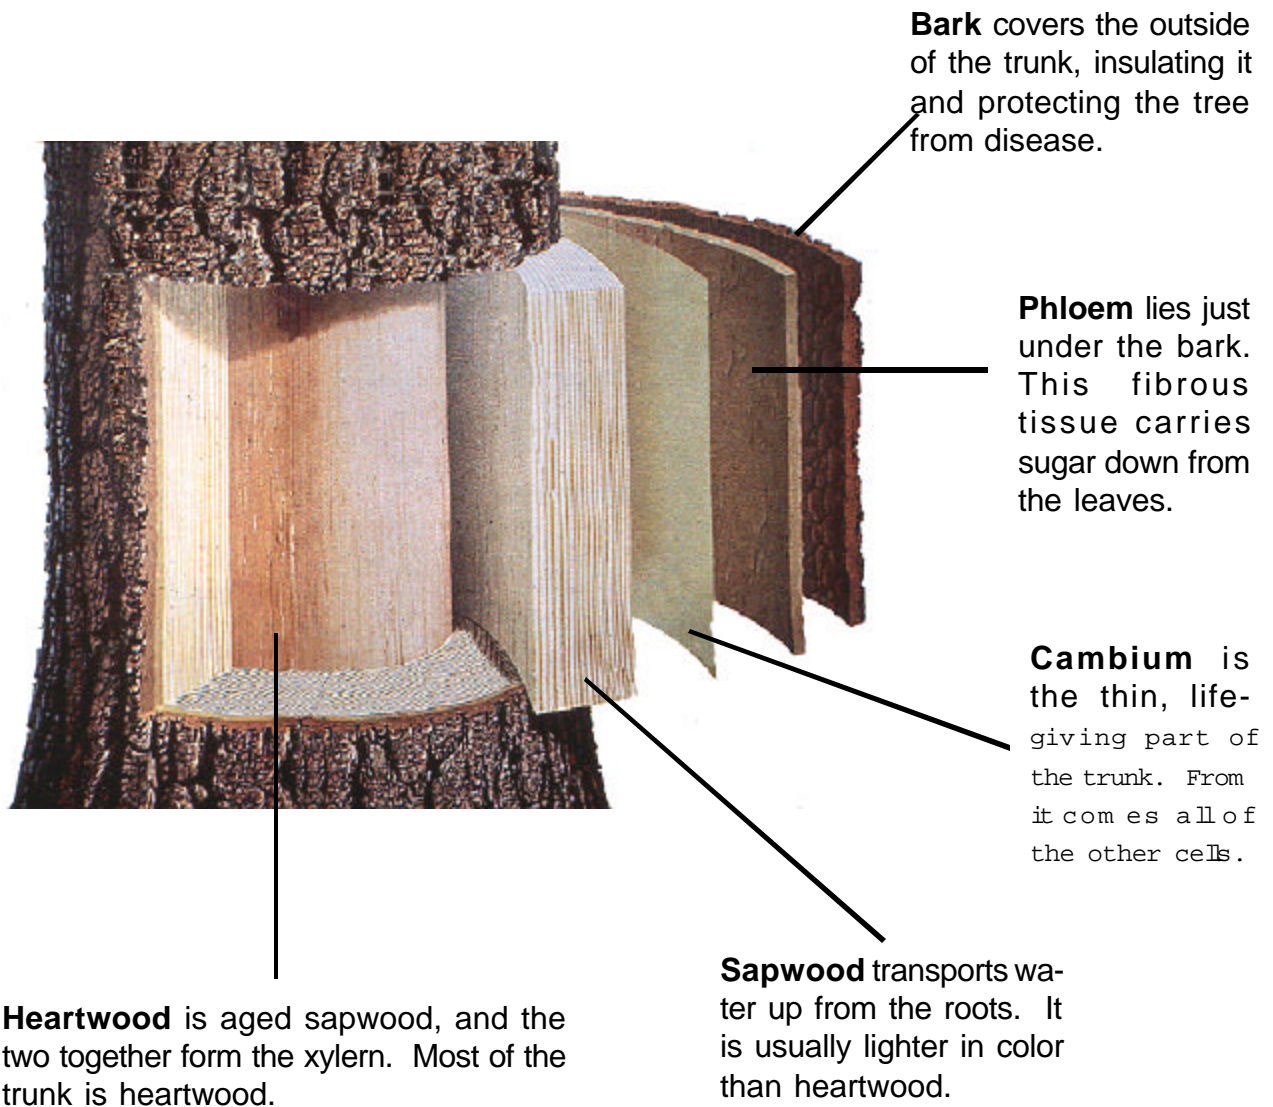 Bark covers the outside
of the trunk, insulating it
and protecting the tree
from disease.
Phloem lies just
under the bark.
This fibrous
tissue carries
sugar down from
the leaves.
Cambium is
the thin, life-
giving part of
the trunk. From
it comes all of
the other cells.
Sapwood transports wa-
ter up from the roots. It
is usually lighter in color
than heartwood.
Heartwood is aged sapwood, and the
two together form the xylern. Most of the
trunk is heartwood.